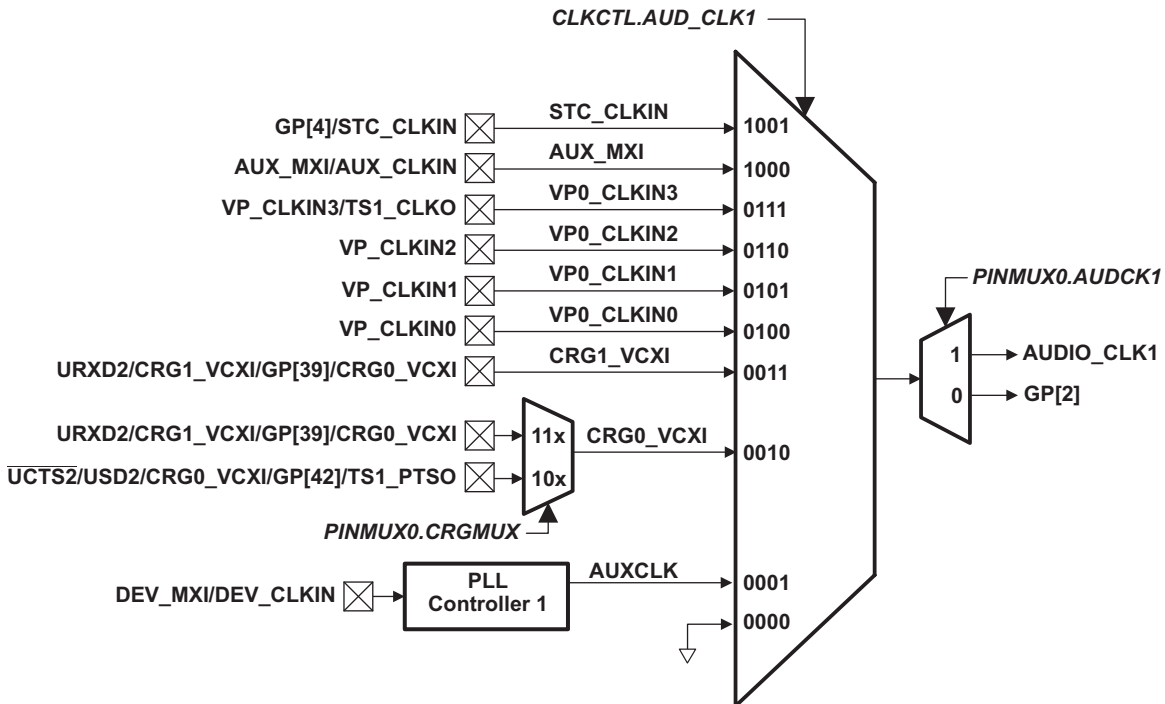 CLKCTL.AUD_CLK1
GP[4]/STC_CLKIN
STC_CLKIN
1001
AUX_MXI/AUX_CLKIN
AUX_MXI
1000
VP_CLKIN3/TS1_CLKO
VP0_CLKIN3
0111
VP_CLKIN2
VP0_CLKIN2
0110
VP_CLKIN1
VP0_CLKIN1
0101
VP_CLKIN0
VP0_CLKIN0
0100
URXD2/CRG1_VCXI/GP[39]/CRG0_VCXI
CRG1_VCXI
0011
PINMUX0.AUDCK1
1
AUDIO_CLK1
0
GP[2]
URXD2/CRG1_VCXI/GP[39]/CRG0_VCXI
11x
CRG0_VCXI
0010
UCTS2/USD2/CRG0_VCXI/GP[42]/TS1_PTSO
10x
PINMUX0.CRGMUX
DEV_MXI/DEV_CLKIN
PLL
Controller 1
AUXCLK
0001
0000